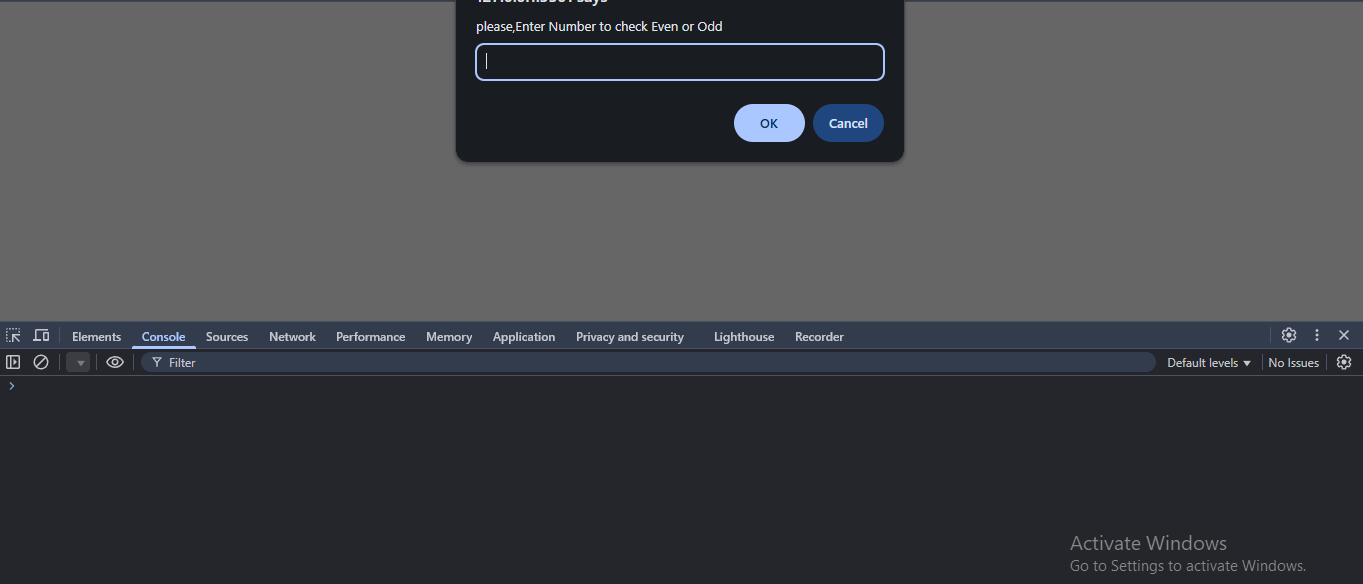 says
please,Enter Number to check Even or Odd
OK
Cancel
Elements Console Sources Network Performance Memory Application Privacy and security Lighthouse Recorder
Filter
Default levels
No Issues
Activate Windows
Go to Settings to activate Windows.